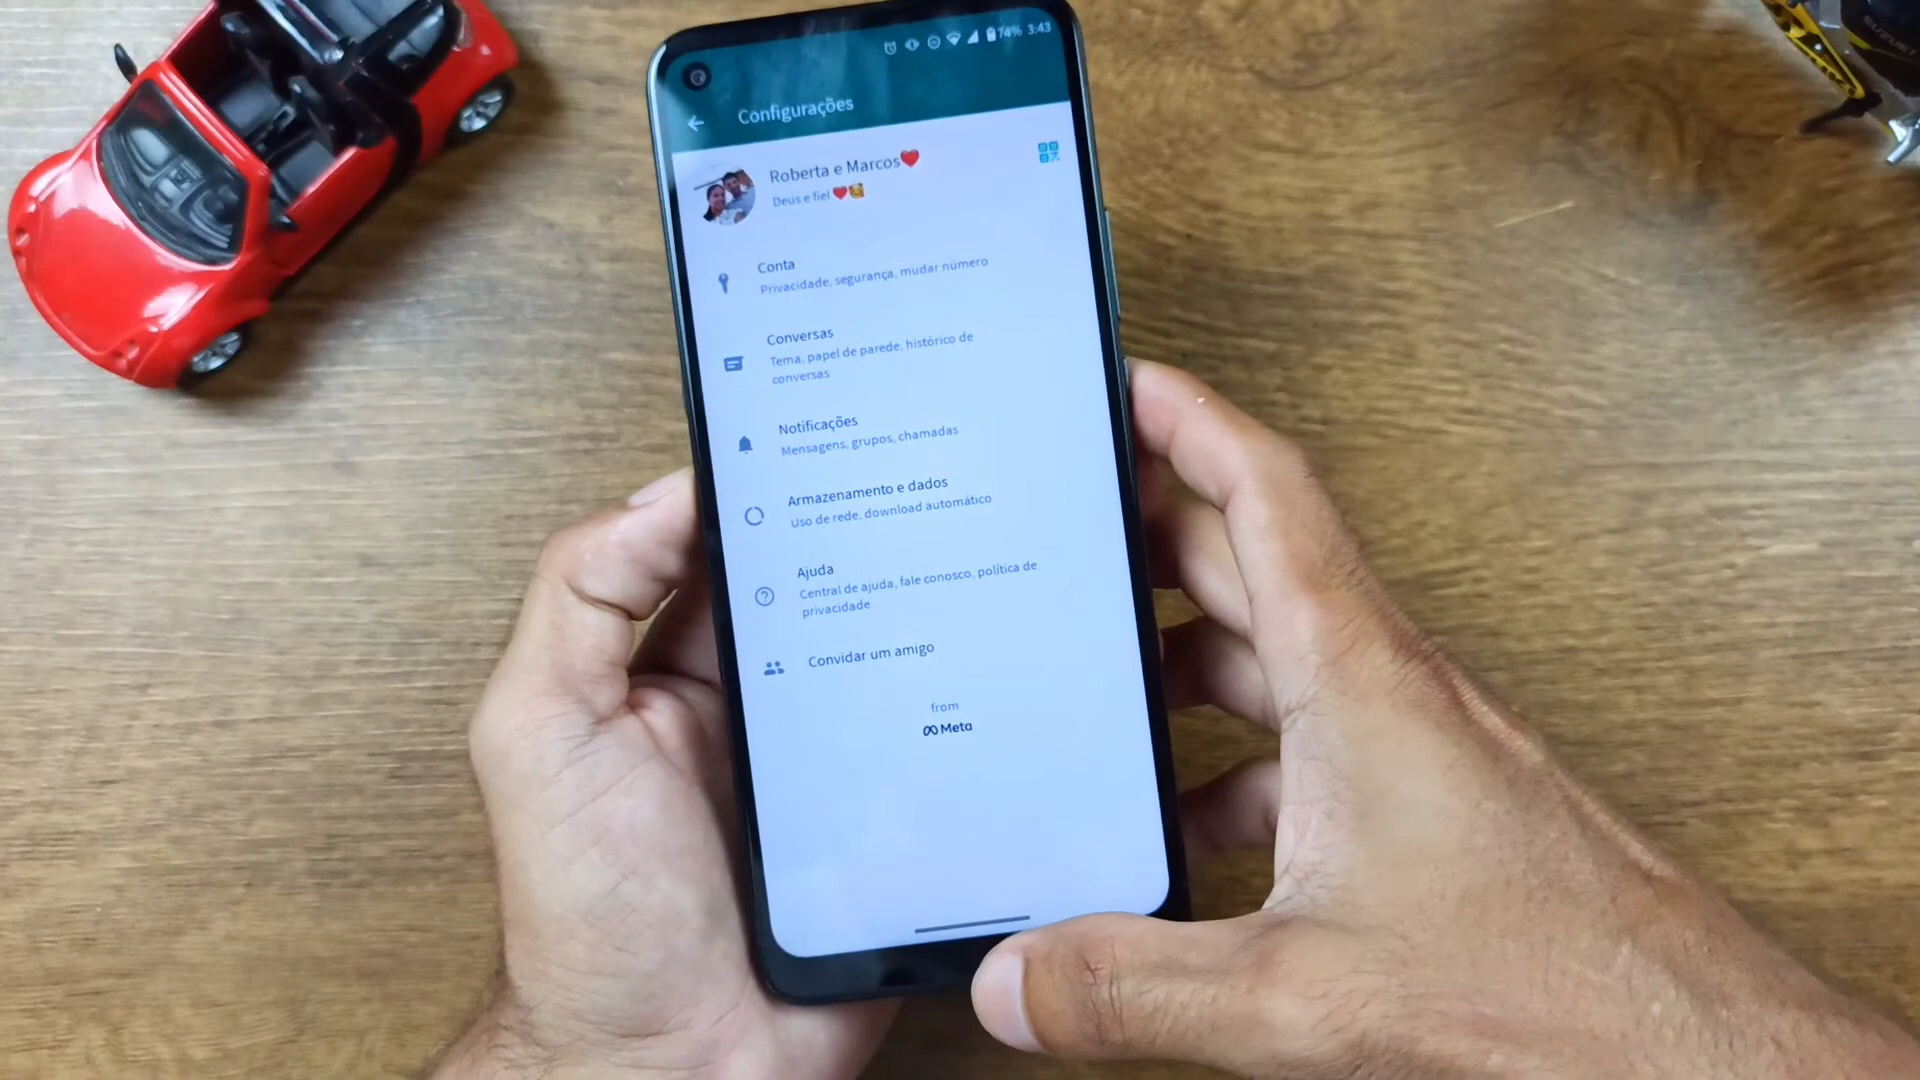 74% 3:43
Configurações
Roberta e Marcos❤️
Deus e fiel ❤️🥰
Conta
Privacidade, segurança, mudar número
Conversas
Tema, papel de parede, histórico de
conversas
Notificações
Mensagens, grupos, chamadas
Armazenamento e dados
Uso de rede, download automático
Ajuda
Central de ajuda, fale conosco, política de
privacidade
Convidar um amigo
from
Meta
SUZUKI